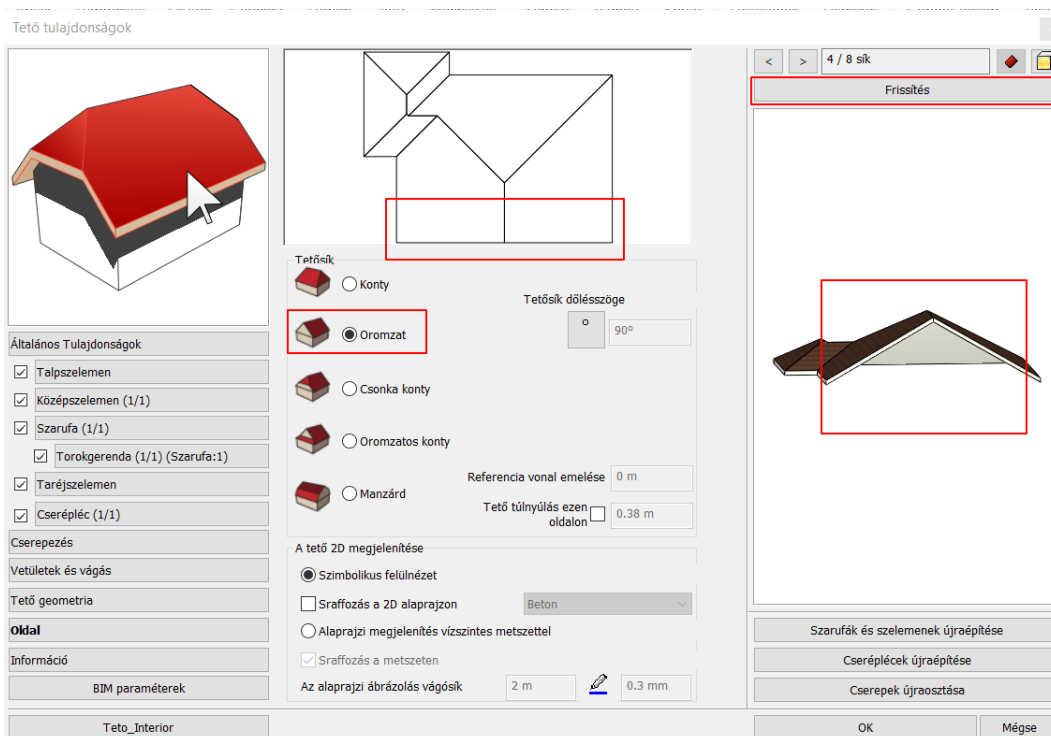 Tető tulajdonságok
< > 4 / 8 sík
Frissítés
Tetősík
Konty
Tetősík dőlésszöge
Oromzat
° 90°
Csonka konty
Oromzatos konty
Referencia vonal emelése 0 m
Manzárd
Tető túlnyúlás ezen
oldalon 0.38 m
Általános Tulajdonságok
Talpszelemen
Középszelemen (1/1)
Szarufa (1/1)
Torokgerenda (1/1) (Szarufa:1)
Taréjszelemen
Cserépléc (1/1)
Cserepezés
Vetületek és vágás
Tető geometria
Oldal
Információ
BIM paraméterek
A tető 2D megjelenítése
Szimbolikus felülnézet
Sraffozás a 2D alaprajzon Beton
Alaprajzi megjelenítés vízszintes metszettel
Sraffozás a metszeten
Az alaprajzi ábrázolás vágósík 2 m 0.3 mm
Szarufák és szelemenek újraépítése
Cseréplécek újraépítése
Cserepek újraosztása
Teto_Interior
OK Mégse